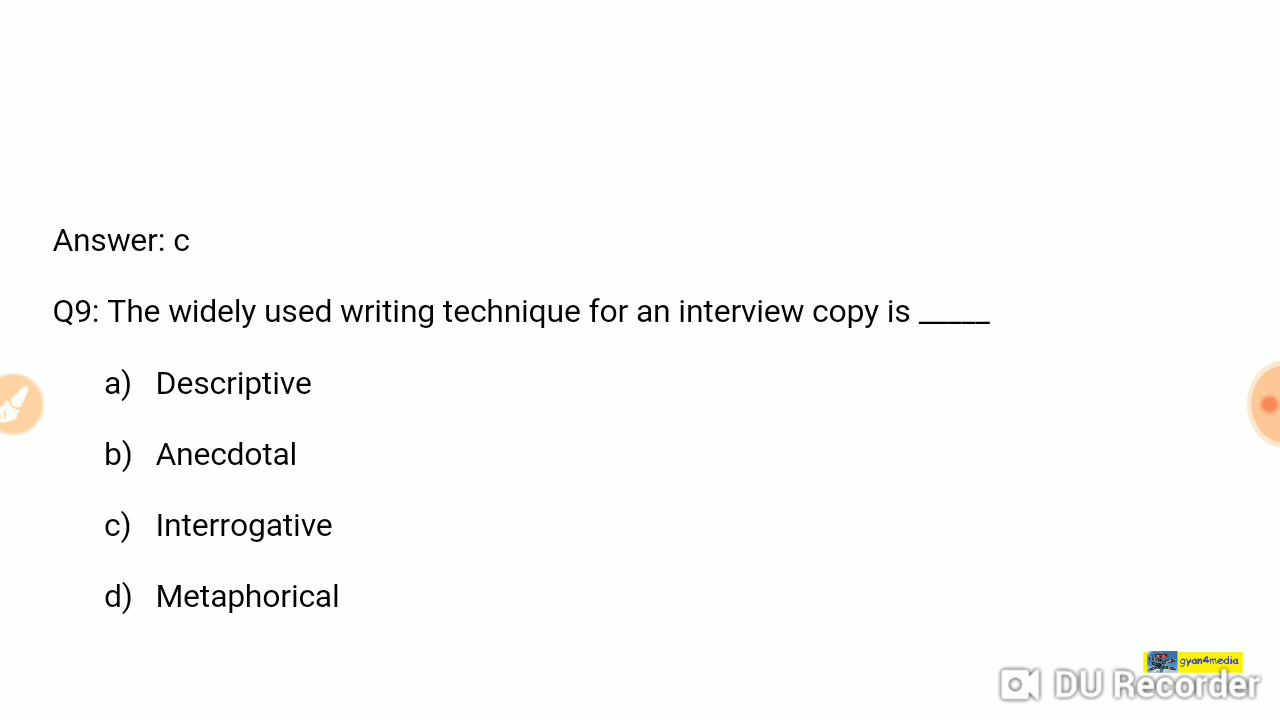 Answer: c
Q9: The widely used writing technique for an interview copy is _____
a) Descriptive
b) Anecdotal
c) Interrogative
d) Metaphorical
gyan4media
DU Recorder